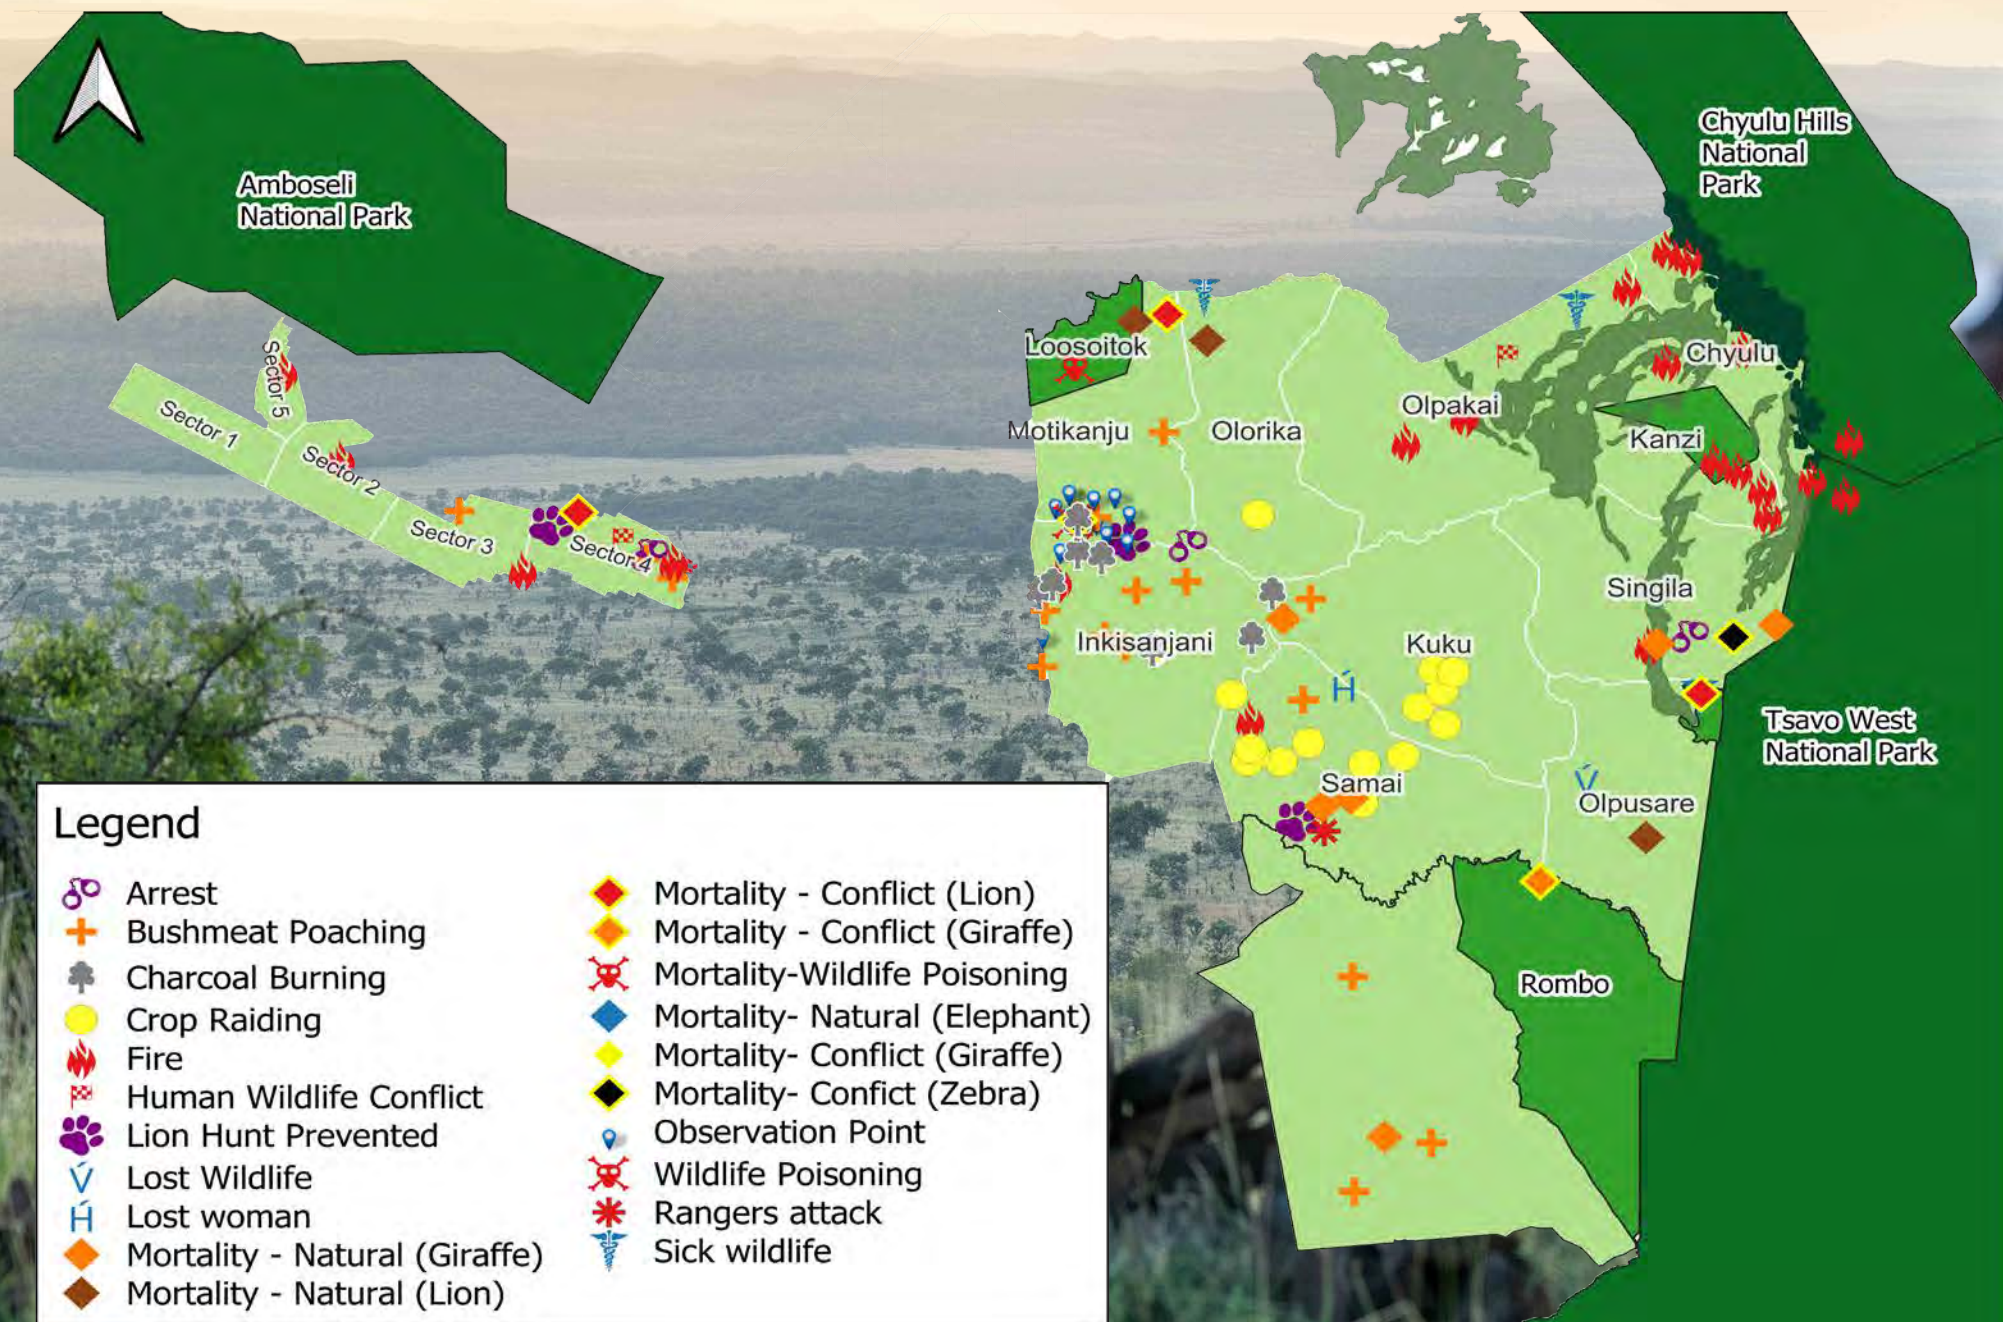 Amboseli
National Park
Chyulu Hills
National
Park
Sector 5
Sector 1
Sector 2
Sector 3
Sector 4
Loosoitok
Chyulu
Olpakai
Motikanju
Olorika
Kanzi
Singila
Inkisanjani
Kuku
Tsavo West
National Park
Samai
Olpusare
Rombo
Legend
Arrest
Bushmeat Poaching
Charcoal Burning
Crop Raiding
Fire
Human Wildlife Conflict
Lion Hunt Prevented
V́ Lost Wildlife
H́ Lost woman
Mortality - Natural (Giraffe)
Mortality - Natural (Lion)
Mortality - Conflict (Lion)
Mortality - Conflict (Giraffe)
Mortality-Wildlife Poisoning
Mortality- Natural (Elephant)
Mortality- Conflict (Giraffe)
Mortality- Confict (Zebra)
Observation Point
Wildlife Poisoning
Rangers attack
Sick wildlife
H́
V́